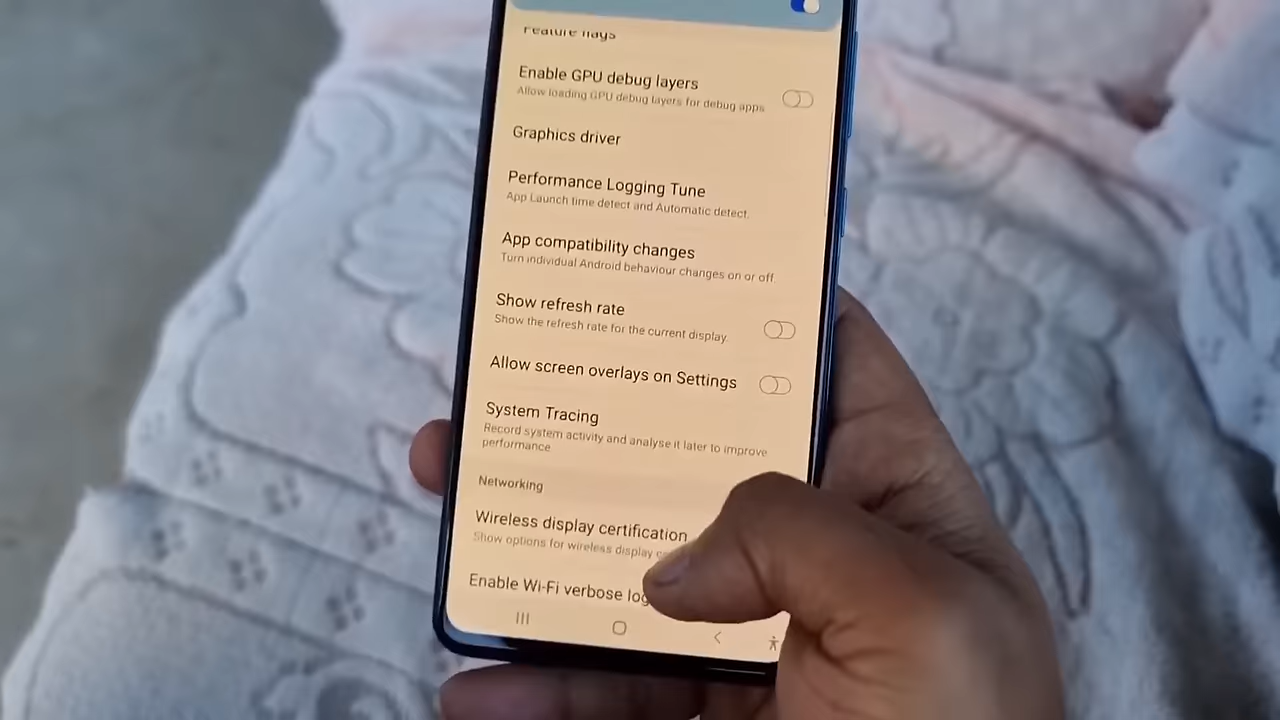 Feature flags
Enable GPU debug layers
Allow loading GPU debug layers for debug apps
Graphics driver
Performance Logging Tune
App Launch time detect and Automatic detect.
App compatibility changes
Turn individual Android behaviour changes on or off.
Show refresh rate
Show the refresh rate for the current display.
Allow screen overlays on Settings
System Tracing
Record system activity and analyse it later to improve
performance
Networking
Wireless display certification
Show options for wireless display
Enable Wi-Fi verbose